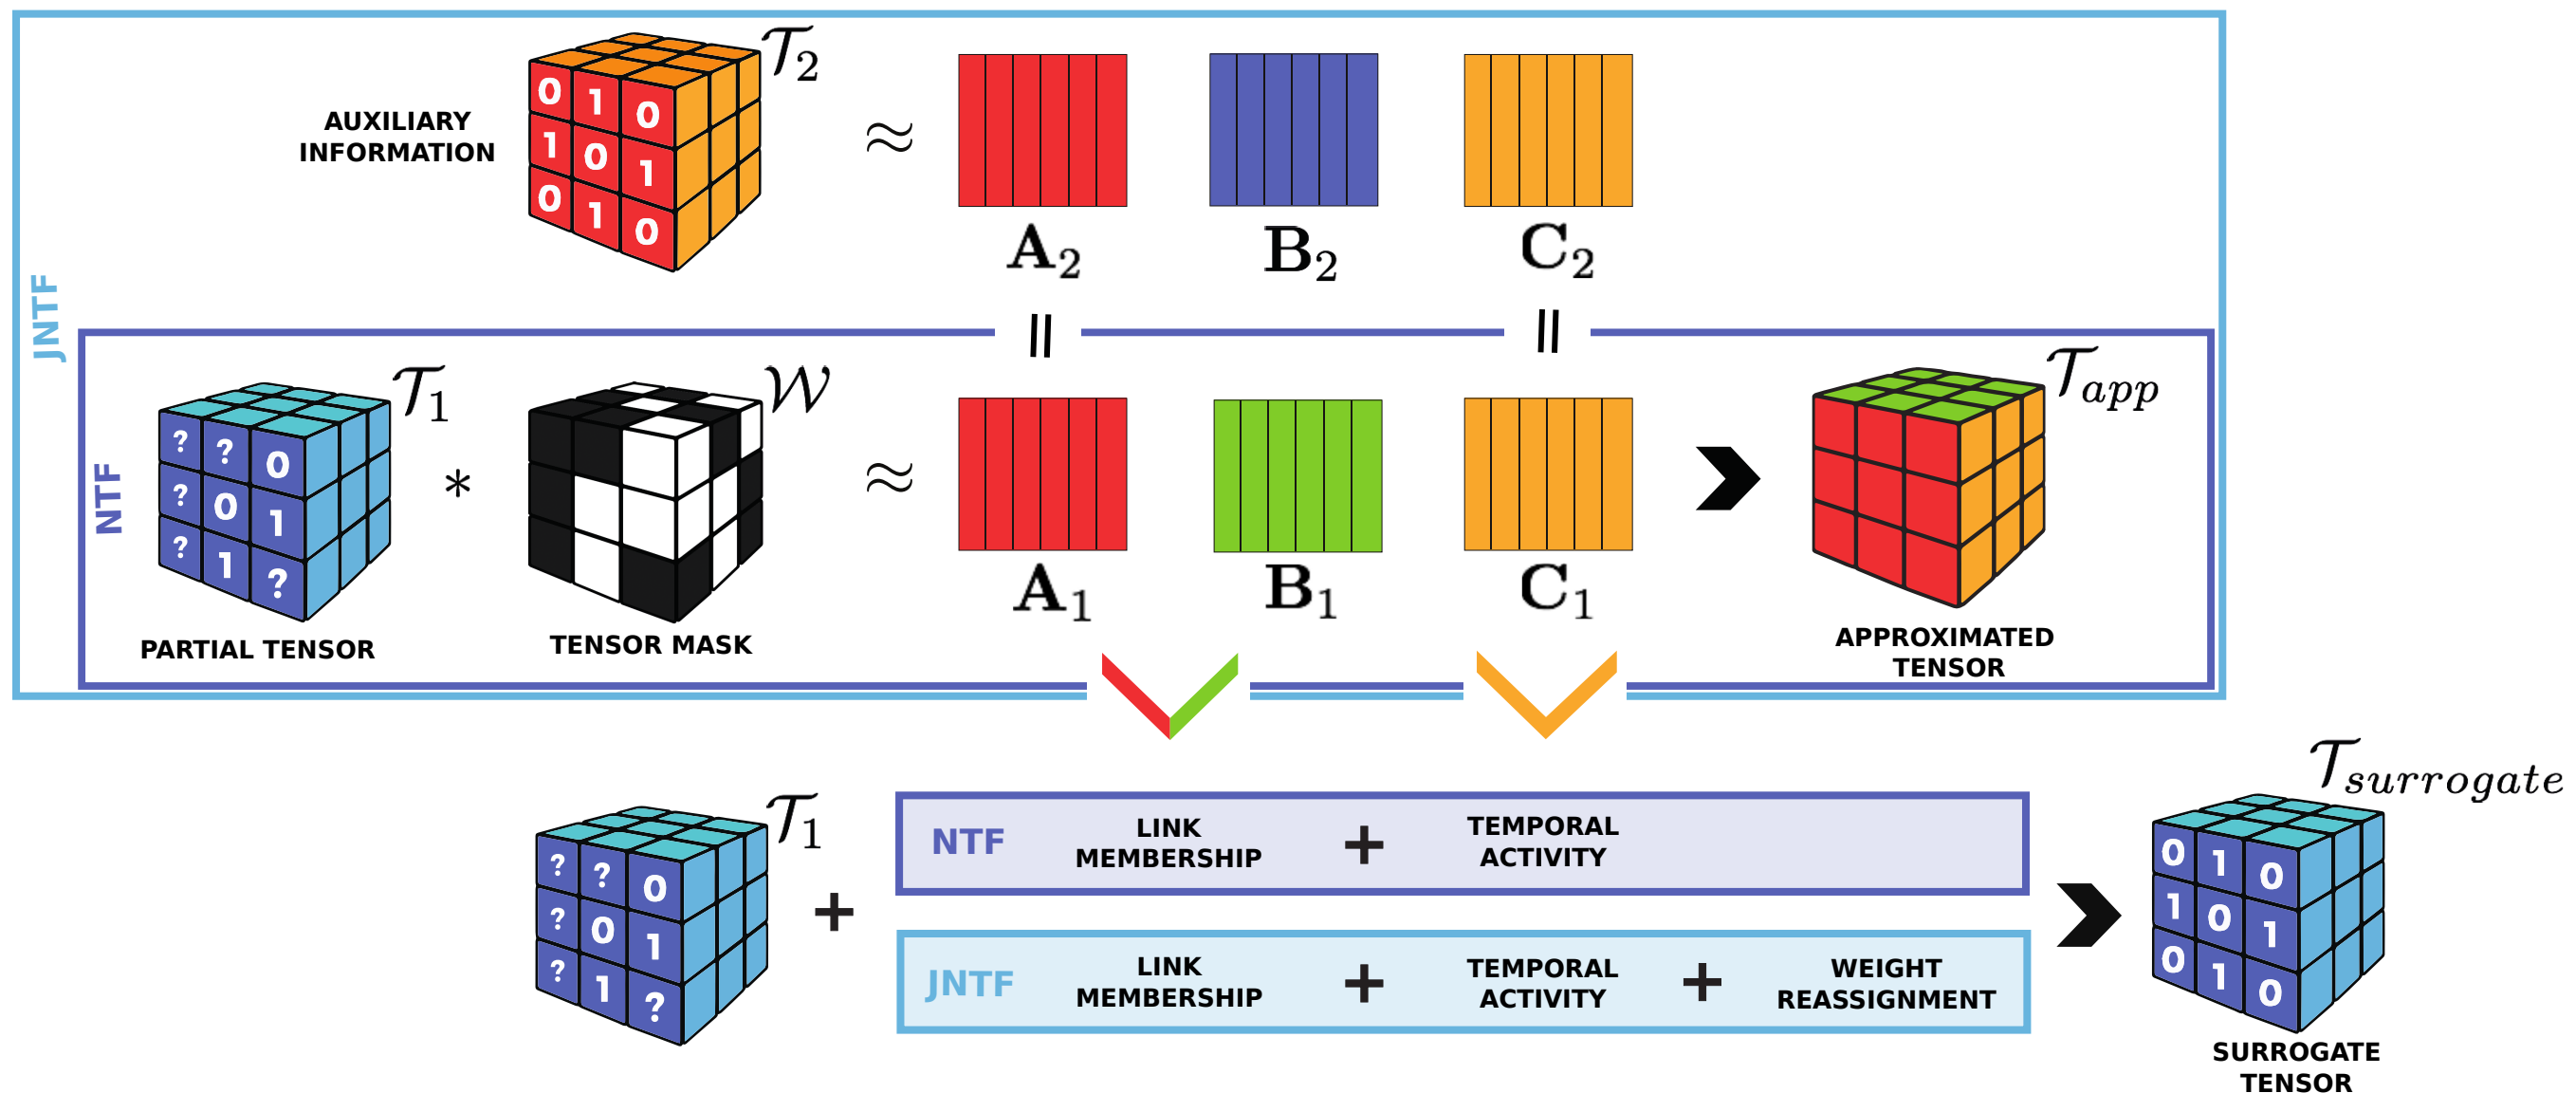 𝒯2
0 1 0
1 0 1
0 1 0
AUXILIARY
INFORMATION
≈
A2
B2
C2
JNTF
=
=
NTF
𝒯1
? ? 0
? 0 1
? 1 ?
PARTIAL TENSOR
*
𝒲
TENSOR MASK
≈
A1
B1
C1
𝒯app
APPROXIMATED
TENSOR
𝒯1
? ? 0
? 0 1
? 1 ?
+
NTF
LINK
MEMBERSHIP
+
TEMPORAL
ACTIVITY
JNTF
LINK
MEMBERSHIP
+
TEMPORAL
ACTIVITY
+
WEIGHT
REASSIGNMENT
𝒯surrogate
0 1 0
1 0 1
0 1 0
SURROGATE
TENSOR